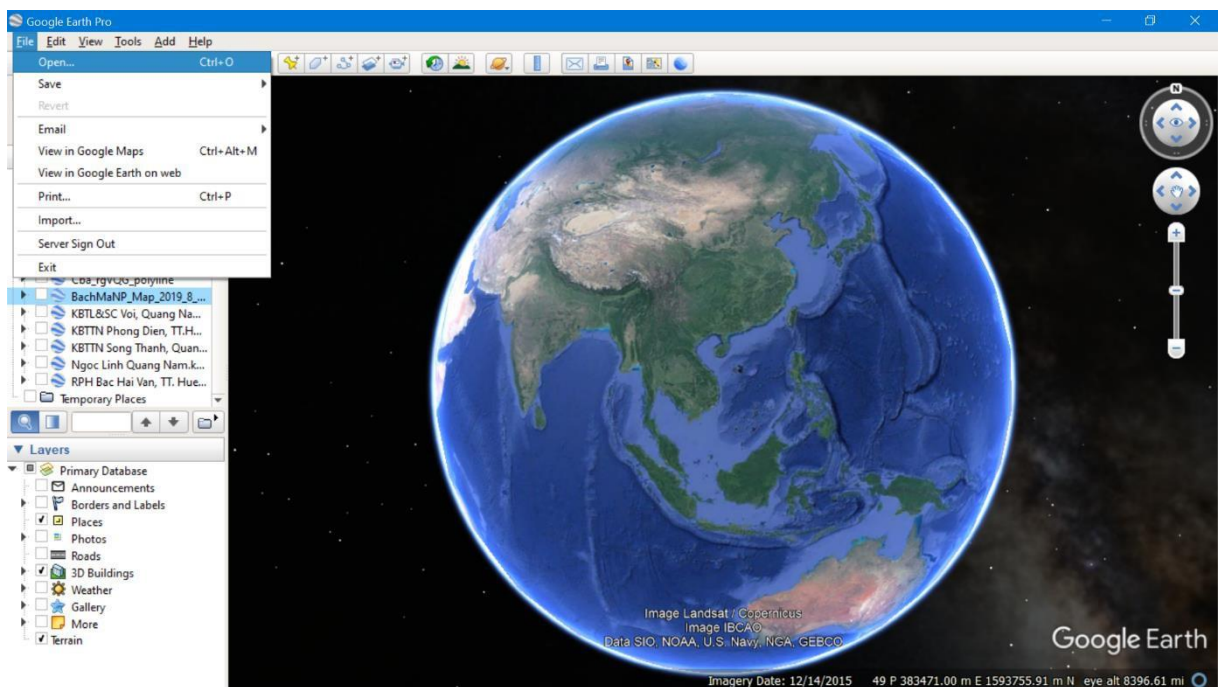 Google Earth Pro
File Edit View Tools Add Help
Open... Ctrl+O
Save
Revert
Email
View in Google Maps Ctrl+Alt+M
View in Google Earth on web
Print... Ctrl+P
Import...
Server Sign Out
Exit
Cba_rgVQG_polyline
BachMaNP_Map_2019_8_...
KBTL&SC Voi, Quang Na...
KBTTN Phong Dien, TT.H...
KBTTN Song Thanh, Quan...
Ngoc Linh Quang Nam.k...
RPH Bac Hai Van, TT. Hue...
Temporary Places
Layers
Primary Database
Announcements
Borders and Labels
Places
Photos
Roads
3D Buildings
Weather
Gallery
More
Terrain
N
Image Landsat / Copernicus
Image IBCAO
Data SIO, NOAA, U.S. Navy, NGA, GEBCO
Google Earth
Imagery Date: 12/14/2015 49 P 383471.00 m E 1593755.91 m N eye alt 8396.61 mi